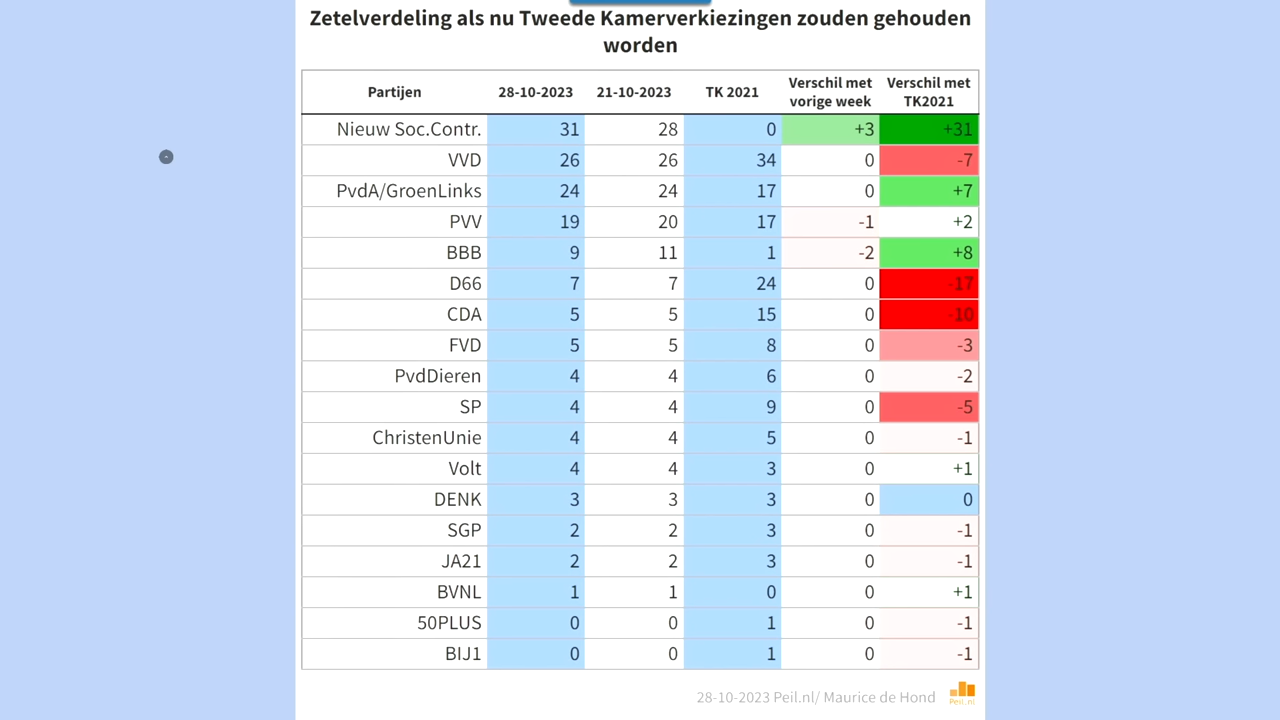 Zetelverdeling als nu Tweede Kamerverkiezingen zouden gehouden
worden
Partijen 28-10-2023 21-10-2023 TK 2021 Verschil met vorige week Verschil met TK2021
Nieuw Soc.Contr. 31 28 0 +3 +31
VVD 26 26 34 0 -7
PvdA/GroenLinks 24 24 17 0 +7
PVV 19 20 17 -1 +2
BBB 9 11 1 -2 +8
D66 7 7 24 0 -17
CDA 5 5 15 0 -10
FVD 5 5 8 0 -3
PvdDieren 4 4 6 0 -2
SP 4 4 9 0 -5
ChristenUnie 4 4 5 0 -1
Volt 4 4 3 0 +1
DENK 3 3 3 0 0
SGP 2 2 3 0 -1
JA21 2 2 3 0 -1
BVNL 1 1 0 0 +1
50PLUS 0 0 1 0 -1
BIJ1 0 0 1 0 -1
28-10-2023 Peil.nl/ Maurice de Hond
Peil.nl